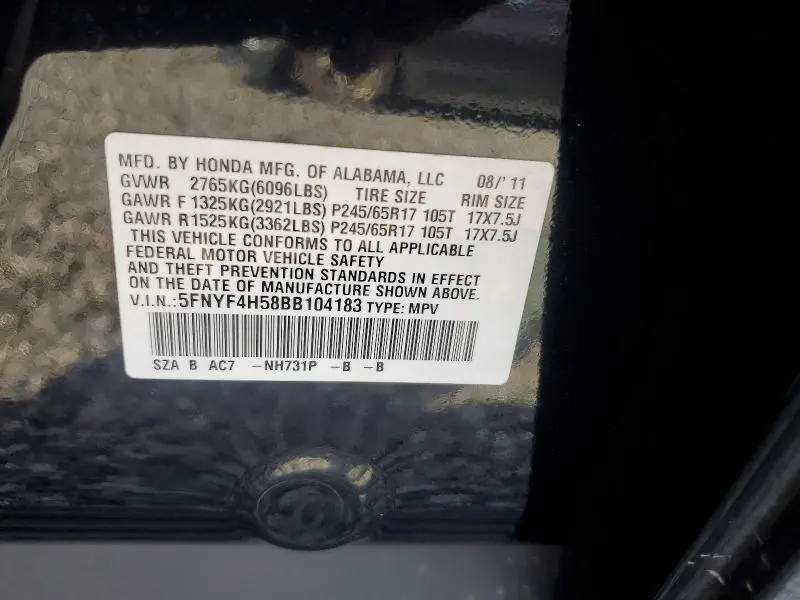 MFD. BY HONDA MFG. OF ALABAMA, LLC 08/'11
GVWR 2765KG(6096LBS) TIRE SIZE RIM SIZE
GAWR F 1325KG(2921LBS) P245/65R17 105T 17X7.5J
GAWR R 1525KG(3362LBS) P245/65R17 105T 17X7.5J
THIS VEHICLE CONFORMS TO ALL APPLICABLE
FEDERAL MOTOR VEHICLE SAFETY
AND THEFT PREVENTION STANDARDS IN EFFECT
ON THE DATE OF MANUFACTURE SHOWN ABOVE.
V.I.N.:5FNYF4H58BB104183 TYPE: MPV
SZA B AC7 -NH731P -B -B